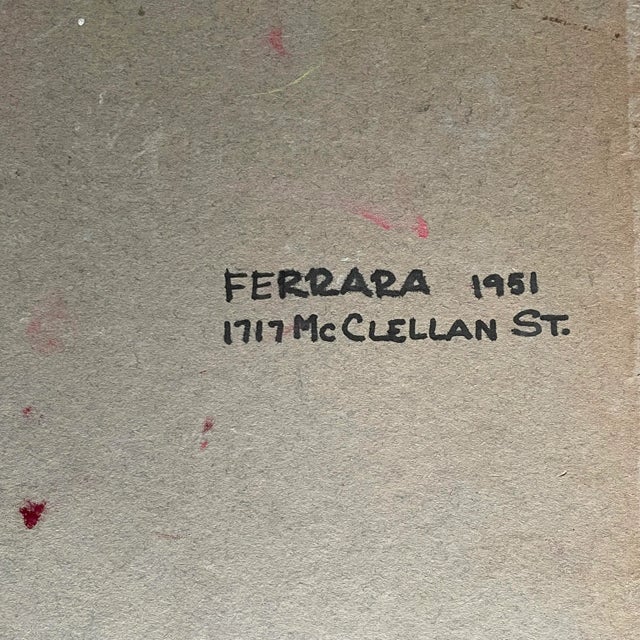 FERRARA 1951
1717 McCLELLAN ST.